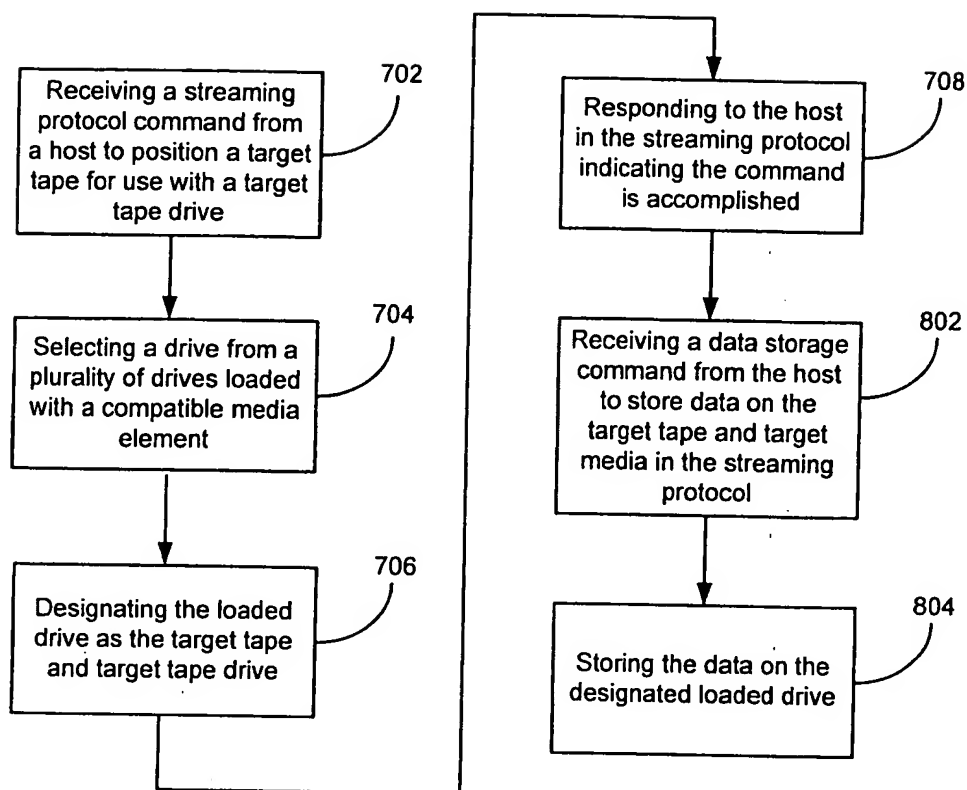 702
Receiving a streaming
protocol command from
a host to position a target
tape for use with a target
tape drive
704
Selecting a drive from a
plurality of drives loaded
with a compatible media
element
706
Designating the loaded
drive as the target tape
and target tape drive
708
Responding to the host
in the streaming protocol
indicating the command
is accomplished
802
Receiving a data storage
command from the host
to store data on the
target tape and target
media in the streaming
protocol
804
Storing the data on the
designated loaded drive